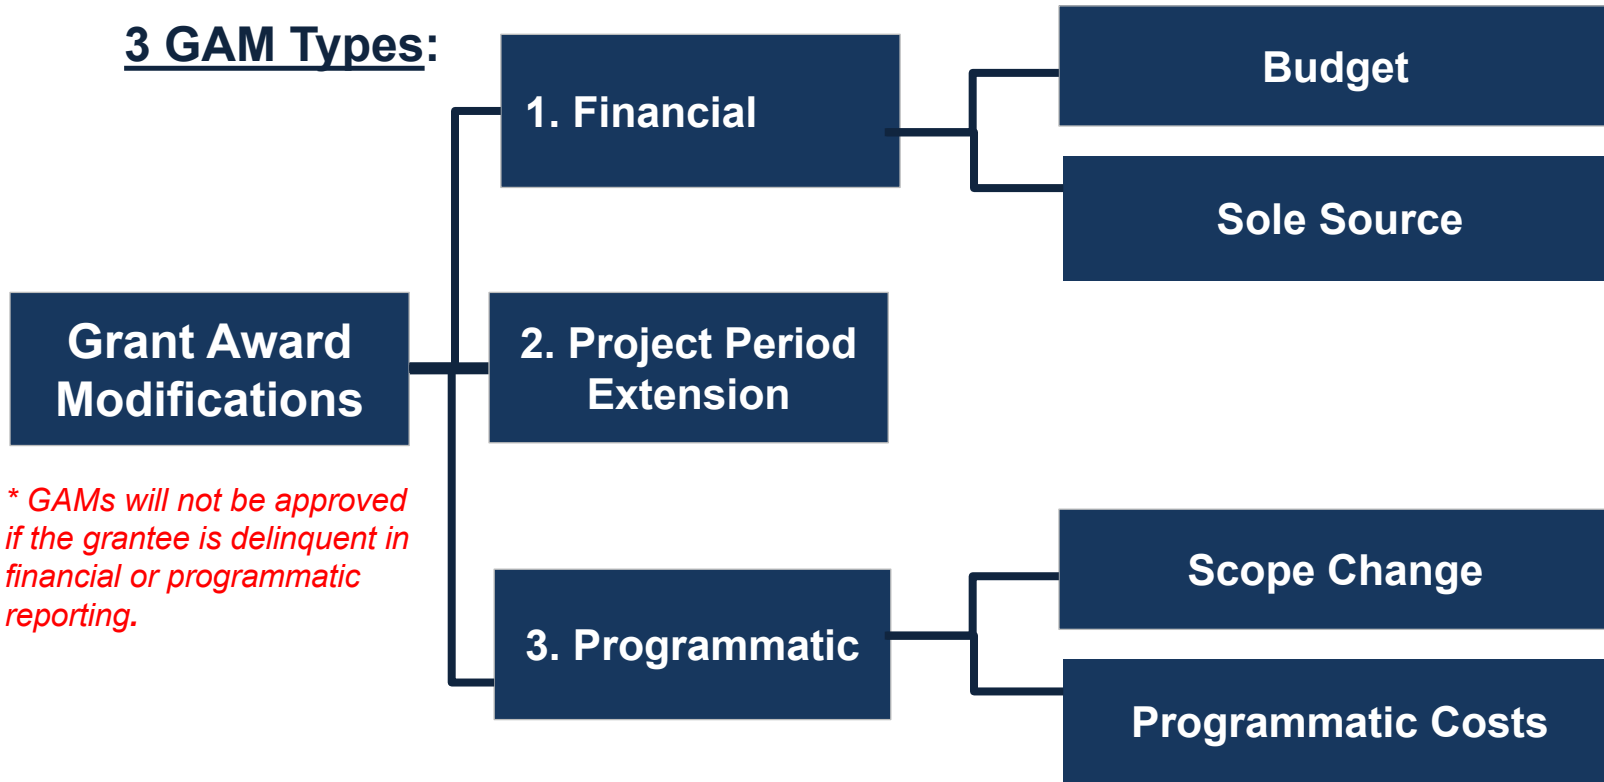 3 GAM Types:
1. Financial
Budget
Sole Source
Grant Award
Modifications
2. Project Period
Extension
* GAMs will not be approved
if the grantee is delinquent in
financial or programmatic
reporting.
3. Programmatic
Scope Change
Programmatic Costs